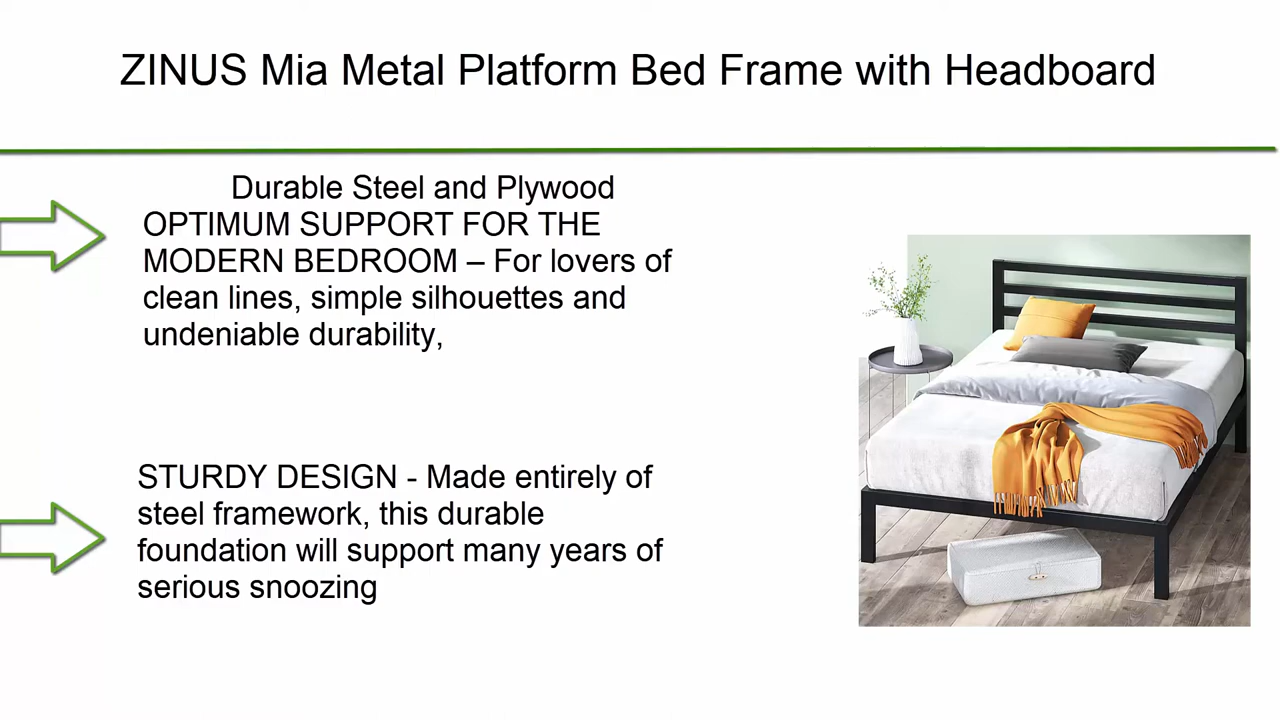 ZINUS Mia Metal Platform Bed Frame with Headboard
Durable Steel and Plywood
OPTIMUM SUPPORT FOR THE
MODERN BEDROOM – For lovers of
clean lines, simple silhouettes and
undeniable durability,
STURDY DESIGN - Made entirely of
steel framework, this durable
foundation will support many years of
serious snoozing